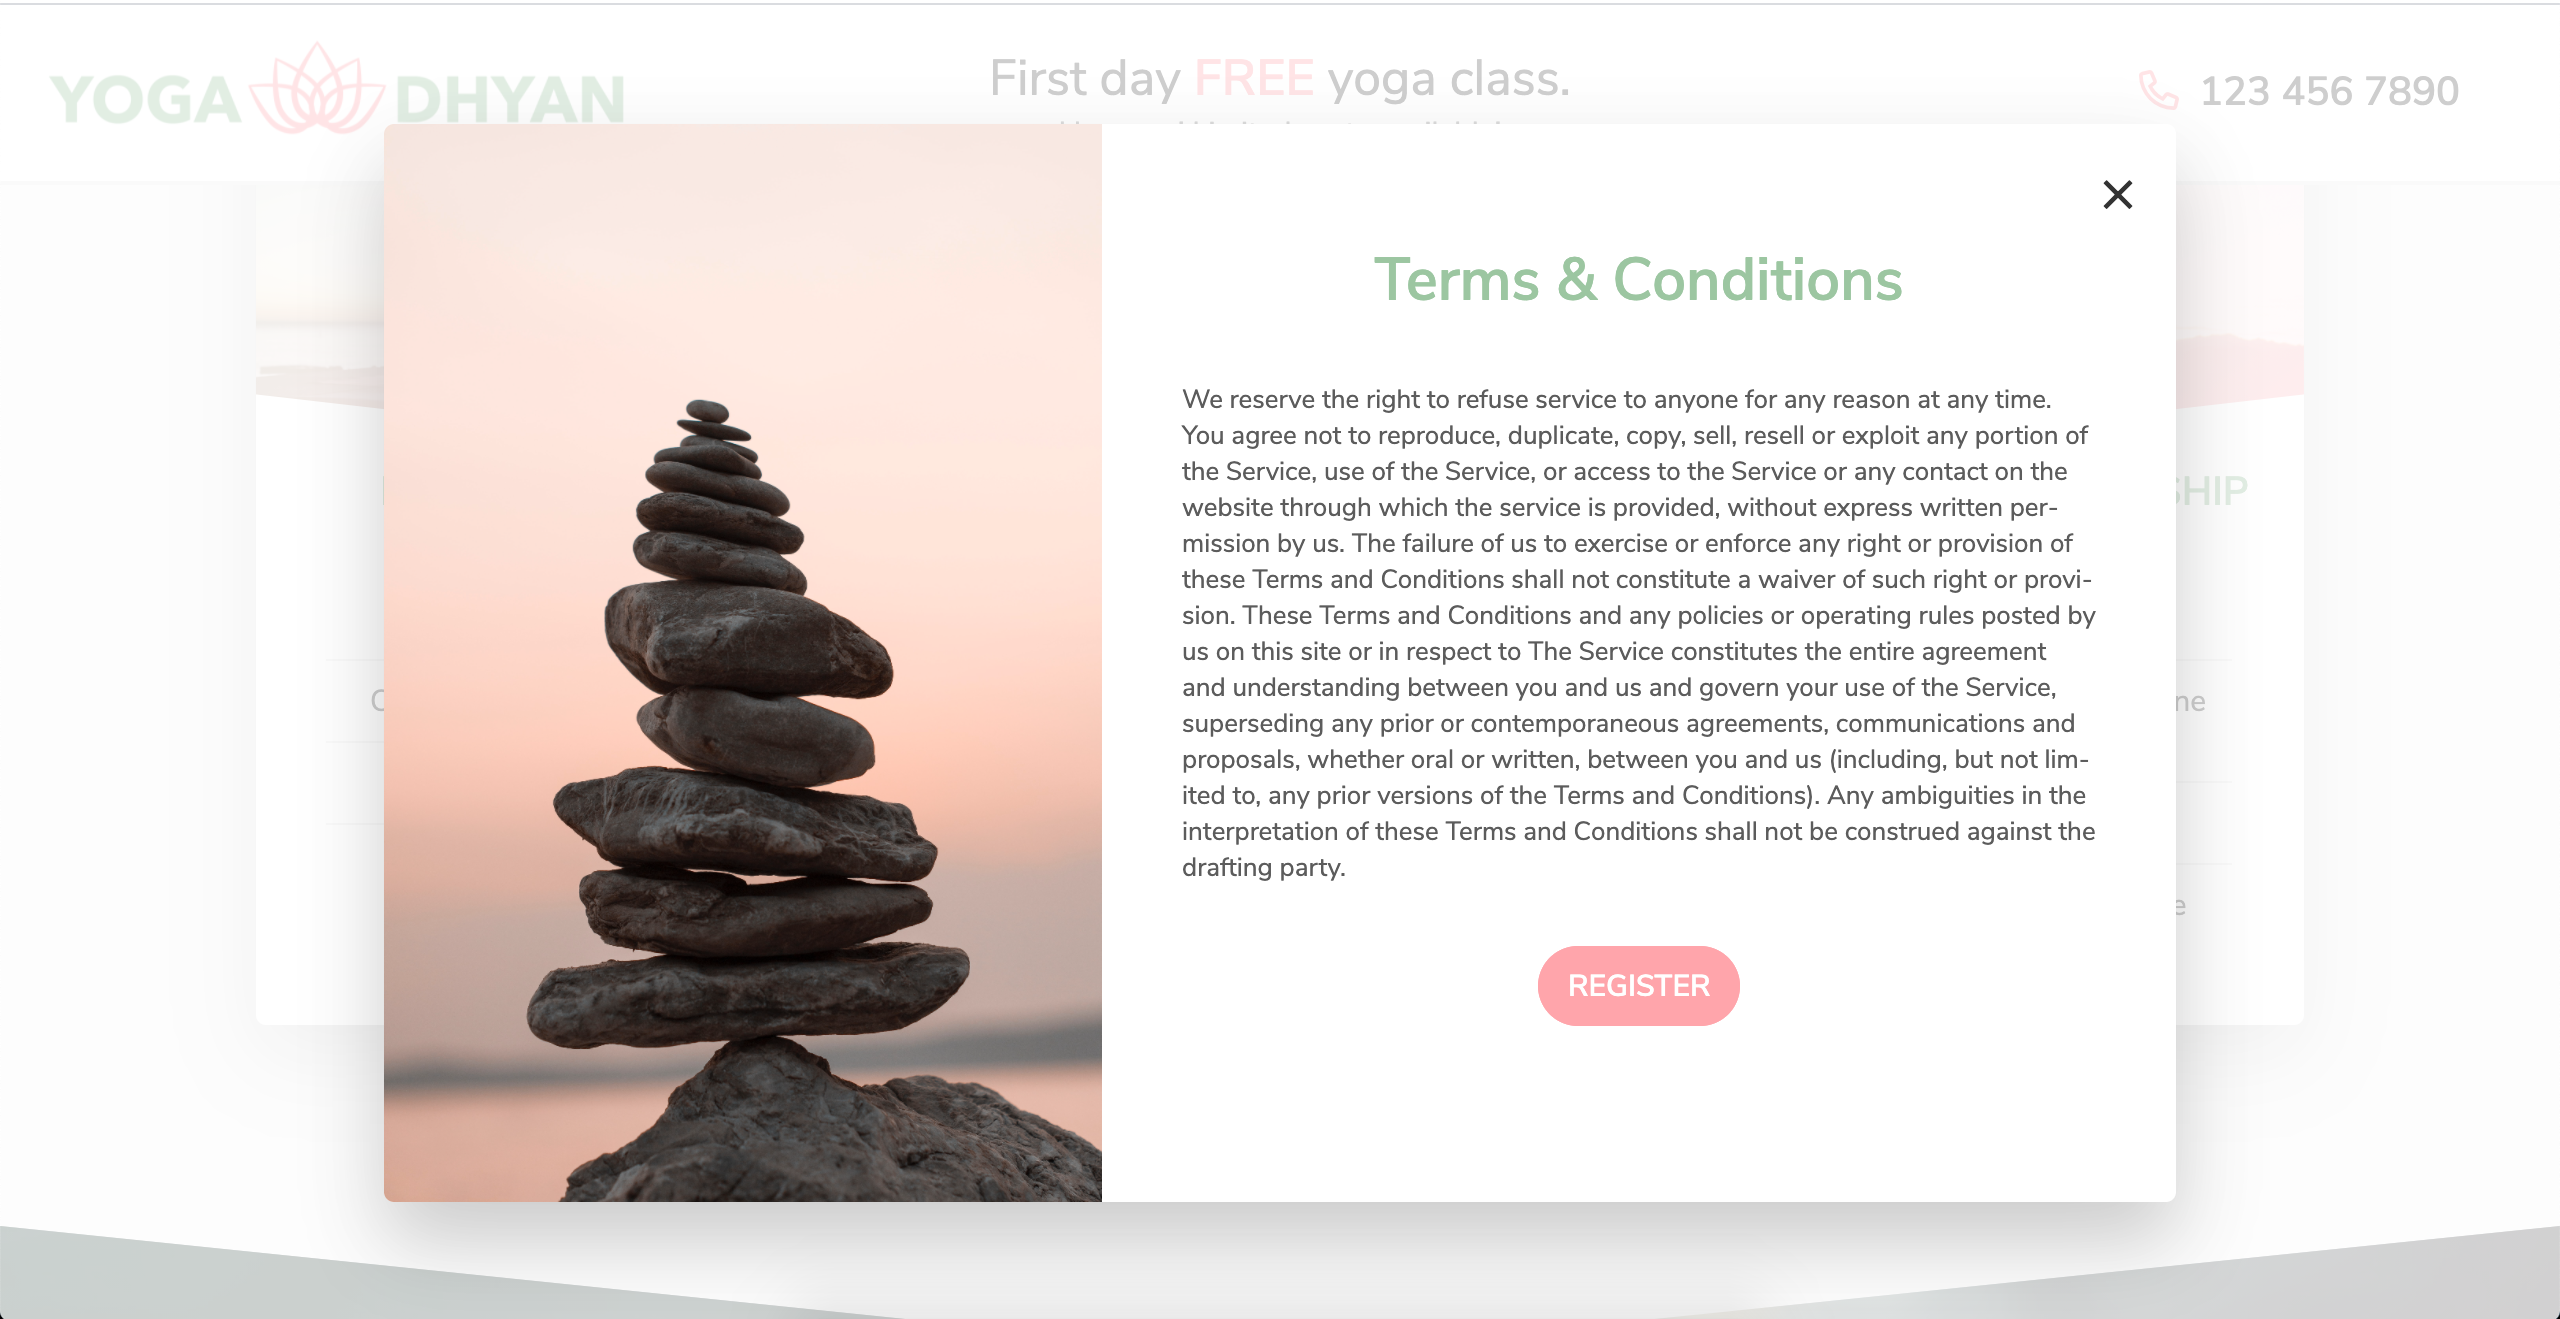 YOGA DHYAN
First day FREE yoga class.
123 456 7890
Terms & Conditions
We reserve the right to refuse service to anyone for any reason at any time.
You agree not to reproduce, duplicate, copy, sell, resell or exploit any portion of
the Service, use of the Service, or access to the Service or any contact on the
website through which the service is provided, without express written per-
mission by us. The failure of us to exercise or enforce any right or provision of
these Terms and Conditions shall not constitute a waiver of such right or provi-
sion. These Terms and Conditions and any policies or operating rules posted by
us on this site or in respect to The Service constitutes the entire agreement
and understanding between you and us and govern your use of the Service,
superseding any prior or contemporaneous agreements, communications and
proposals, whether oral or written, between you and us (including, but not lim-
ited to, any prior versions of the Terms and Conditions). Any ambiguities in the
interpretation of these Terms and Conditions shall not be construed against the
drafting party.
REGISTER